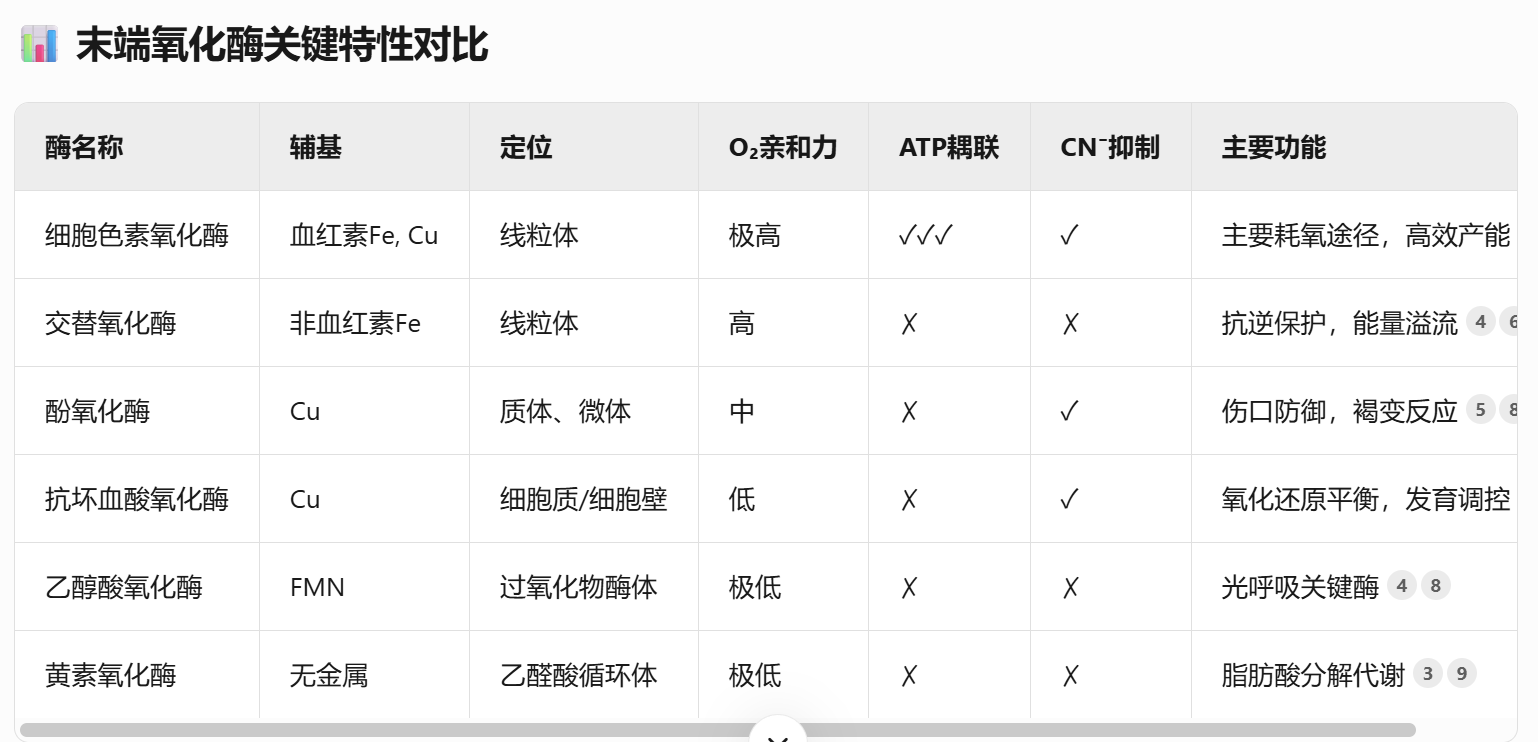 末端氧化酶关键特性对比
酶名称 辅基 定位 O₂亲和力 ATP耦联 CN⁻抑制 主要功能
细胞色素氧化酶 血红素Fe, Cu 线粒体 极高 ✓✓✓ ✓ 主要耗氧途径，高效产能
交替氧化酶 非血红素Fe 线粒体 高 ✗ ✗ 抗逆保护，能量溢流 4 6
酚氧化酶 Cu 质体、微体 中 ✗ ✓ 伤口防御，褐变反应 5 8
抗坏血酸氧化酶 Cu 细胞质/细胞壁 低 ✗ ✓ 氧化还原平衡，发育调控
乙醇酸氧化酶 FMN 过氧化物酶体 极低 ✗ ✗ 光呼吸关键酶 4 8
黄素氧化酶 无金属 乙醛酸循环体 极低 ✗ ✗ 脂肪酸分解代谢 3 9